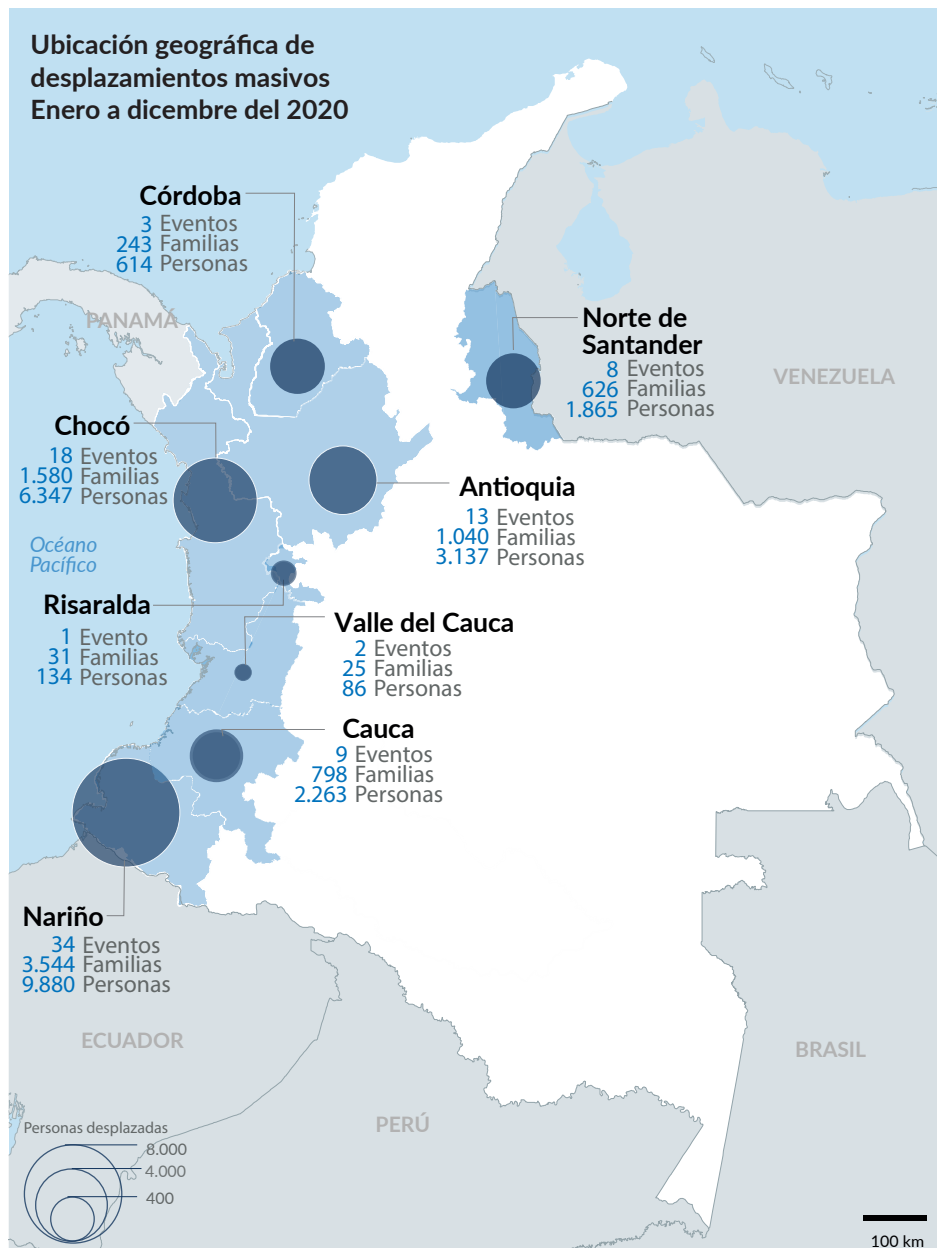 Ubicación geográfica de
desplazamientos masivos
Enero a dicembre del 2020
Córdoba
3 Eventos
243 Familias
614 Personas
PANAMÁ
Norte de
Santander
8 Eventos
626 Familias
1.865 Personas
VENEZUELA
Chocó
18 Eventos
1.580 Familias
6.347 Personas
Antioquia
13 Eventos
1.040 Familias
3.137 Personas
Océano
Pacífico
Risaralda
1 Evento
31 Familias
134 Personas
Valle del Cauca
2 Eventos
25 Familias
86 Personas
Cauca
9 Eventos
798 Familias
2.263 Personas
Nariño
34 Eventos
3.544 Familias
9.880 Personas
ECUADOR
BRASIL
PERÚ
Personas desplazadas
8.000
4.000
400
100 km